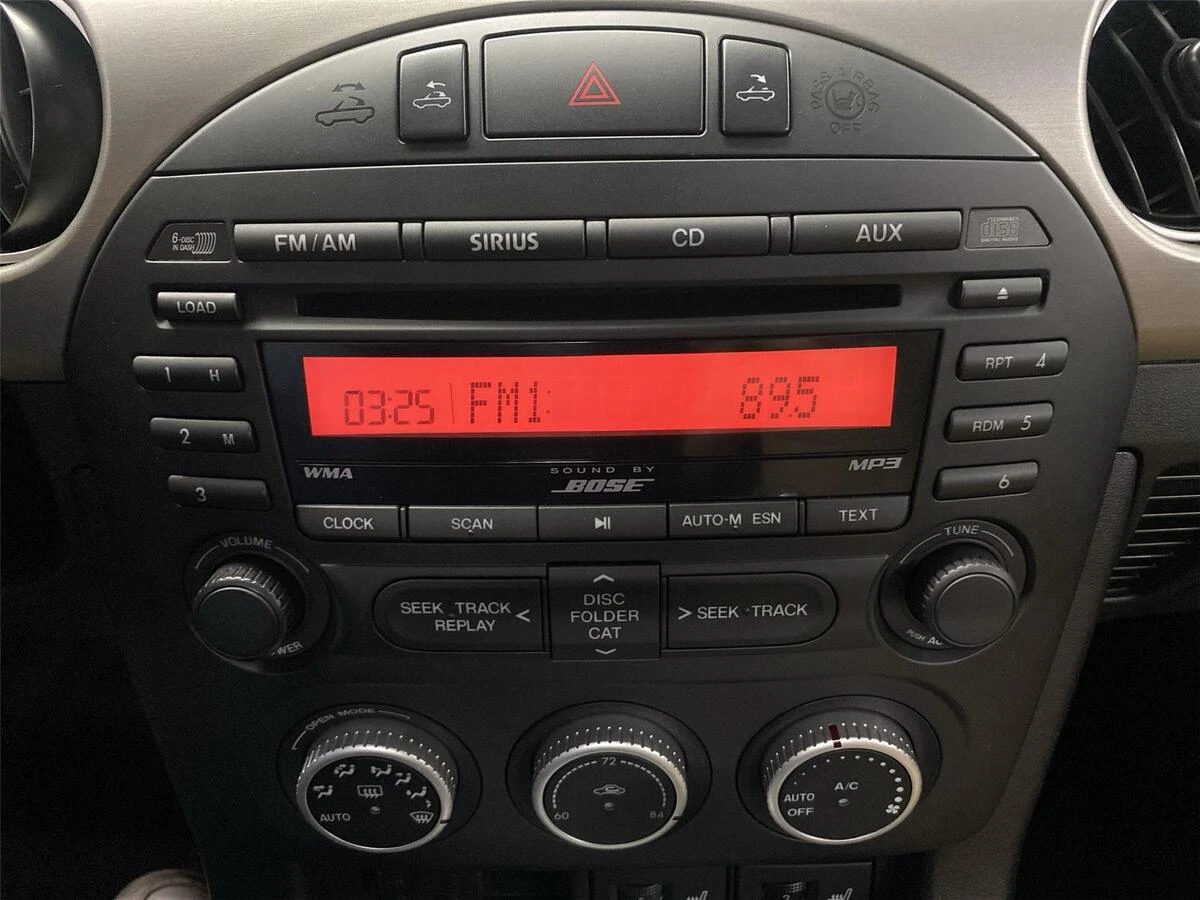 PASS AIRBAG
OFF
6-DISC
IN DASH
FM/AM
SIRIUS
CD
AUX
COMPACT
disc
DIGITAL AUDIO
LOAD
1 H
RPT 4
03:25 FM1: 89.5
2 M
RDM 5
WMA
SOUND BY
BOSE
MP3
3
6
CLOCK
SCAN
AUTO-M ESN
TEXT
VOLUME
TUNE
SEEK TRACK <
REPLAY
DISC
FOLDER
CAT
> SEEK TRACK
PUSH
OPEN MODE
AUTO
72
60
84
A/C
AUTO
OFF